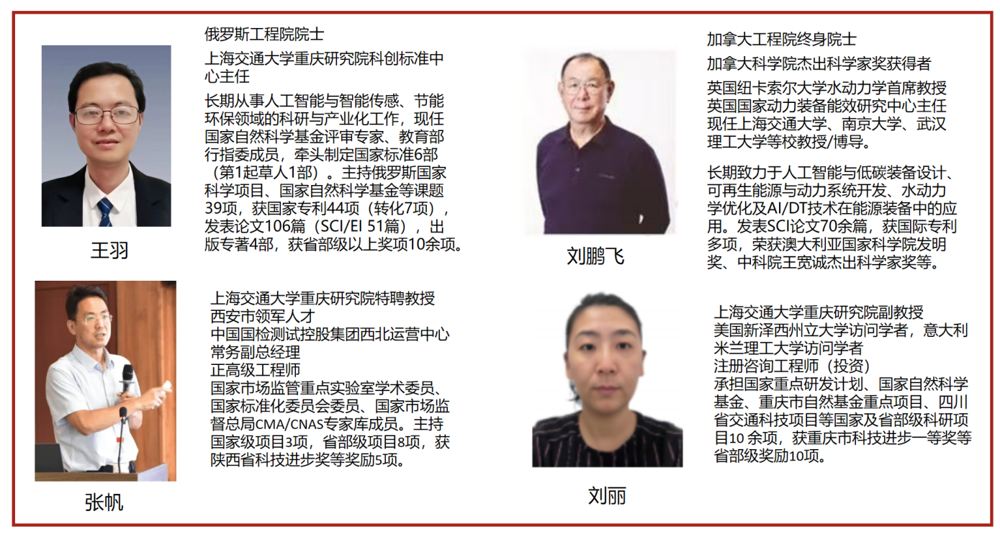 俄罗斯工程院院士
上海交通大学重庆研究院科创标准中
心主任
长期从事人工智能与智能传感、节能
环保领域的科研与产业化工作，现任
国家自然科学基金评审专家、教育部
行指委成员，牵头制定国家标准6部
（第1起草人1部）。主持俄罗斯国家
科学项目、国家自然科学基金等课题
39项，获国家专利44项（转化7项），
发表论文106篇（SCI/EI 51篇），出
版专著4部，获省部级以上奖项10余项。
王羽
加拿大工程院终身院士
加拿大科学院杰出科学家奖获得者
英国纽卡索尔大学水动力学首席教授
英国国家动力装备能效研究中心主任
现任上海交通大学、南京大学、武汉
理工大学等校教授/博导。
长期致力于人工智能与低碳装备设计、
可再生能源与动力系统开发、水动力
学优化及AI/DT技术在能源装备中的应
用。发表SCI论文70余篇，获国际专利
多项，荣获澳大利亚国家科学院发明
奖、中科院王宽诚杰出科学家奖等。
刘鹏飞
上海交通大学重庆研究院特聘教授
西安市领军人才
中国国检测试控股集团西北运营中心
常务副总经理
正高级工程师
国家市场监管重点实验室学术委员、
国家标准化委员会委员、国家市场监
督总局CMA/CNAS专家库成员。主持
国家级项目3项，省部级项目8项，获
陕西省科技进步奖等奖励5项。
张帆
上海交通大学重庆研究院副教授
美国新泽西州立大学访问学者，意大利
米兰理工大学访问学者
注册咨询工程师（投资）
承担国家重点研发计划、国家自然科学
基金、重庆市自然基金重点项目、四川
省交通科技项目等国家及省部级科研项
目10 余项，获重庆市科技进步一等奖等
省部级奖励10项。
刘丽